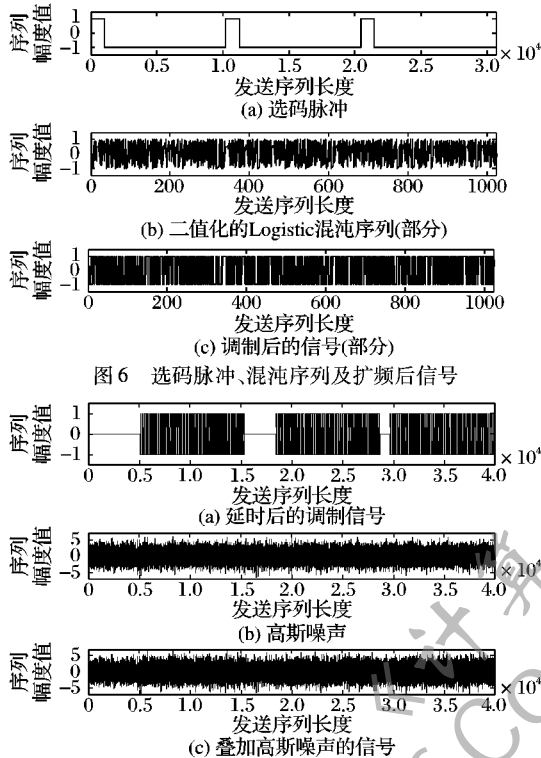 序列
幅度值
1
0
−1
0 0.5 1.0 1.5 2.0 2.5 3.0 ×10⁴
发送序列长度
(a) 选码脉冲
序列
幅度值
1
0
−1
0 200 400 600 800 1000
发送序列长度
(b) 二值化的Logistic混沌序列(部分)
序列
幅度值
1
0
−1
0 200 400 600 800 1000
发送序列长度
(c) 调制后的信号(部分)
图6 选码脉冲、混沌序列及扩频后信号
序列
幅度值
1
0
−1
0 0.5 1.0 1.5 2.0 2.5 3.0 3.5 4.0 ×10⁴
发送序列长度
(a) 延时后的调制信号
序列
幅度值
5
0
−5
0 0.5 1.0 1.5 2.0 2.5 3.0 3.5 4.0 ×10⁴
发送序列长度
(b) 高斯噪声
序列
幅度值
5
0
−5
0 0.5 1.0 1.5 2.0 2.5 3.0 3.5 4.0 ×10⁴
发送序列长度
(c) 叠加高斯噪声的信号
《计算